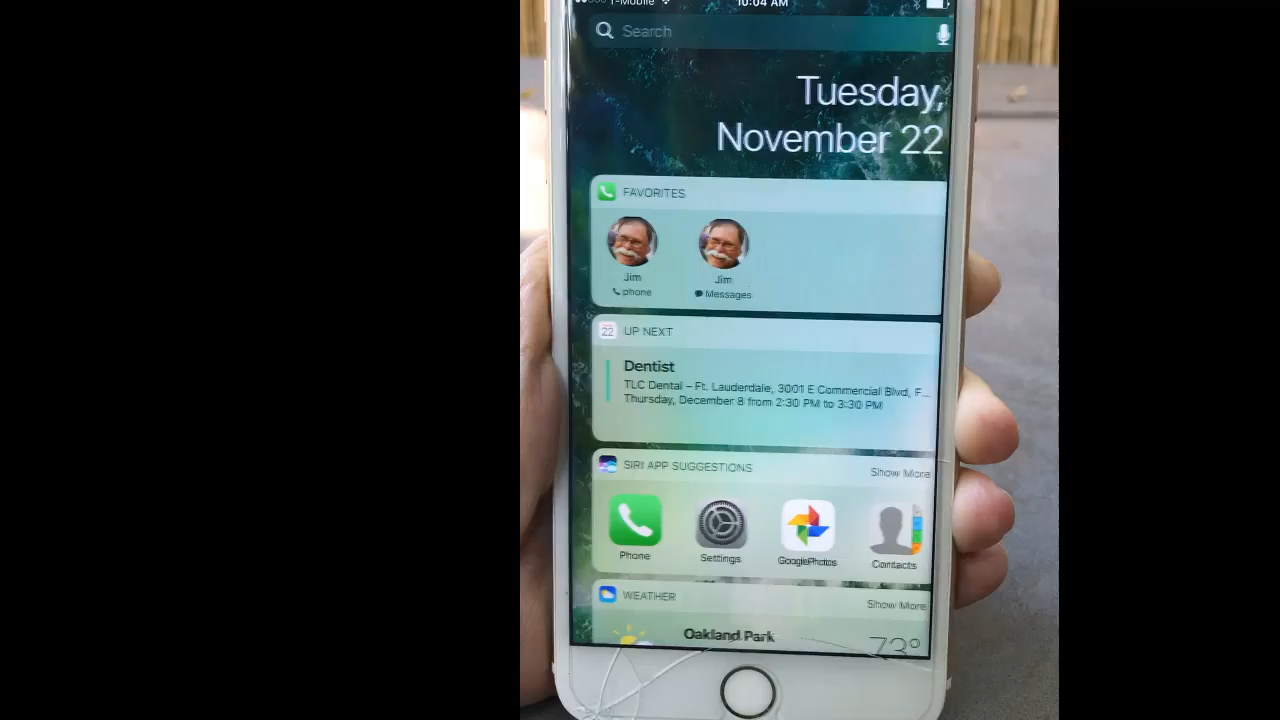 T-Mobile 10:04 AM
Search
Tuesday,
November 22
FAVORITES
Jim Jim
phone Messages
22 UP NEXT
Dentist
TLC Dental – Ft. Lauderdale, 3001 E Commercial Blvd, F...
Thursday, December 8 from 2:30 PM to 3:30 PM
SIRI APP SUGGESTIONS Show More
Phone Settings GooglePhotos Contacts
WEATHER Show More
Oakland Park 73°